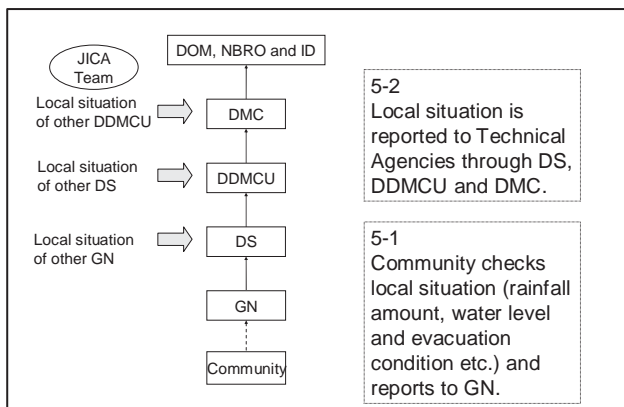 DOM, NBRO and ID
JICA
Team
Local situation
of other DDMCU
DMC
Local situation
of other DS
DDMCU
Local situation
of other GN
DS
GN
Community
5-2
Local situation is
reported to Technical
Agencies through DS,
DDMCU and DMC.
5-1
Community checks
local situation (rainfall
amount, water level
and evacuation
condition etc.) and
reports to GN.